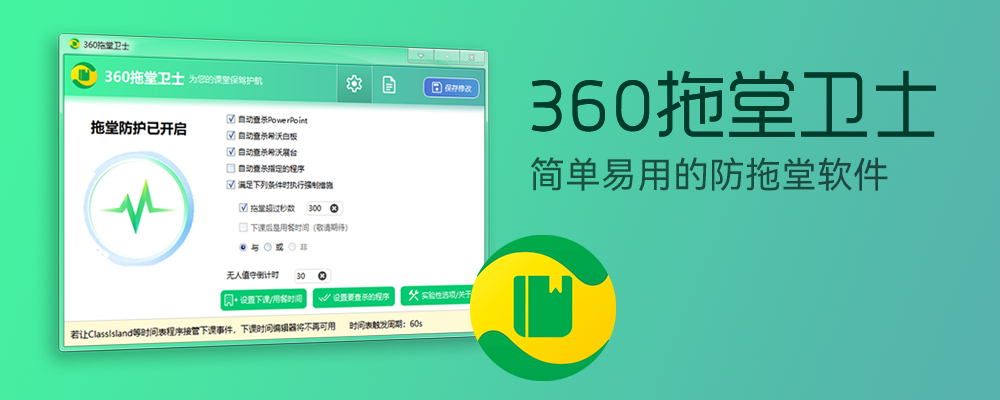 360拖堂卫士
360拖堂卫士 为您的课堂保驾护航
保存修改
拖堂防护已开启
自动查杀PowerPoint
自动查杀希沃白板
自动查杀希沃展台
自动查杀指定的程序
满足下列条件时执行强制措施
拖堂超过秒数 300
下课后是用餐时间（敬请期待）
与 或 非
无人值守倒计时 30
设置下课/用餐时间 设置要查杀的程序 实验性选项/关于
若让ClassIsland等时间表程序接管下课事件，下课时间编辑器将不再可用 时间表触发周期：60s
360拖堂卫士
简单易用的防拖堂软件